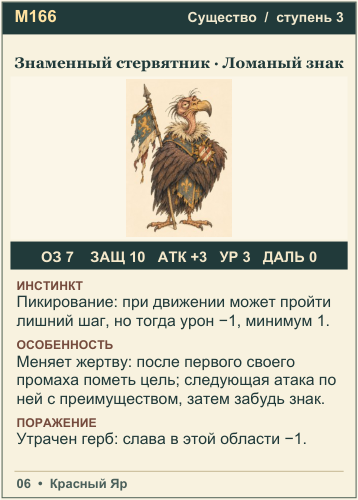 M166
Существо / ступень 3
Знаменный стервятник · Ломаный знак
ОЗ 7 ЗАЩ 10 АТК +3 УР 3 ДАЛЬ 0
ИНСТИНКТ
Пикирование: при движении может пройти
лишний шаг, но тогда урон −1, минимум 1.
ОСОБЕННОСТЬ
Меняет жертву: после первого своего
промаха пометь цель; следующая атака по
ней с преимуществом, затем забудь знак.
ПОРАЖЕНИЕ
Утрачен герб: слава в этой области −1.
06 • Красный Яр